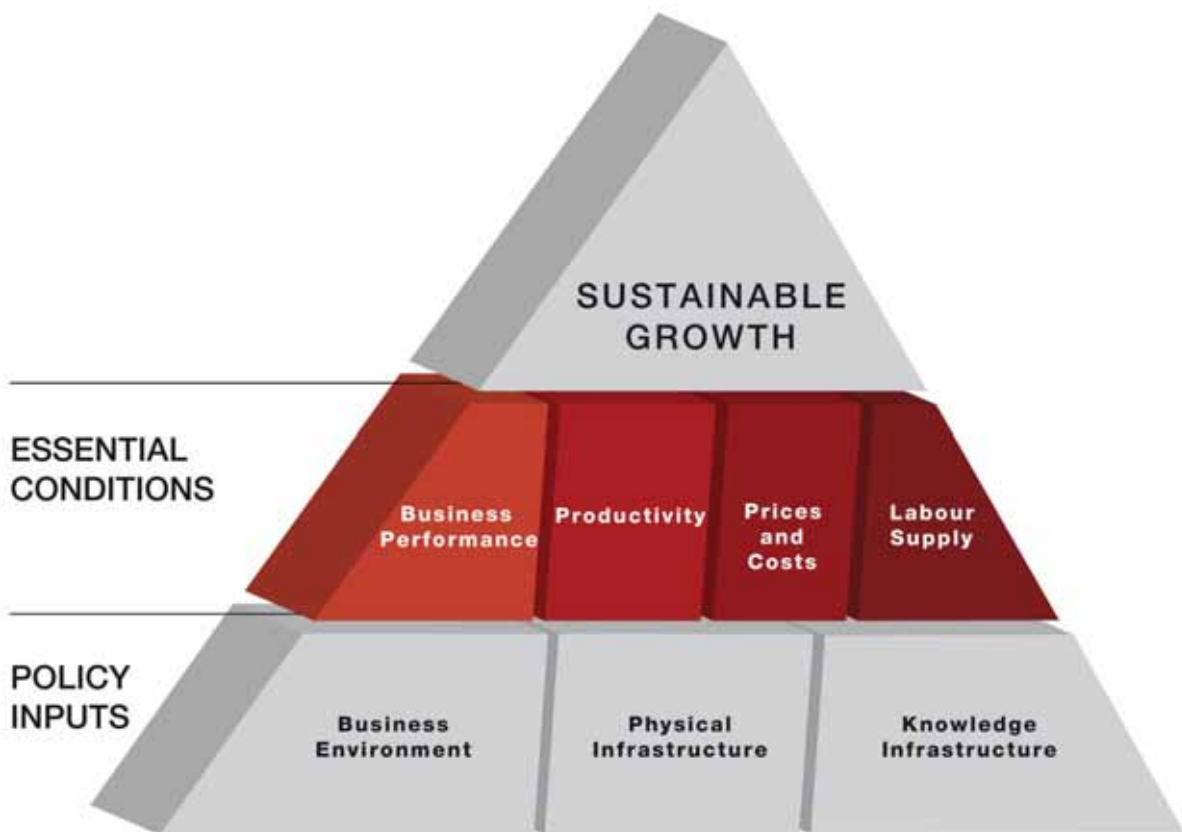 SUSTAINABLE
GROWTH
ESSENTIAL
CONDITIONS
Business
Performance
Productivity
Prices
and
Costs
Labour
Supply
POLICY
INPUTS
Business
Environment
Physical
Infrastructure
Knowledge
Infrastructure